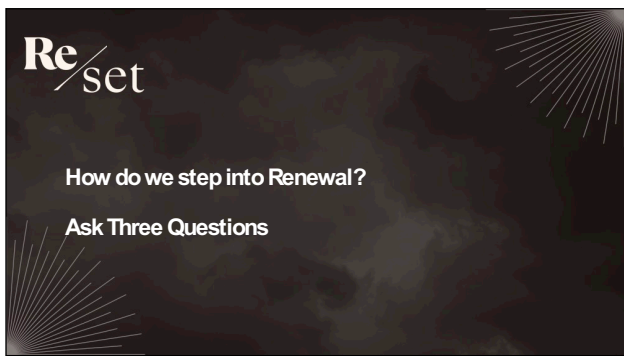 Re/set
How do we step into Renewal?
Ask Three Questions